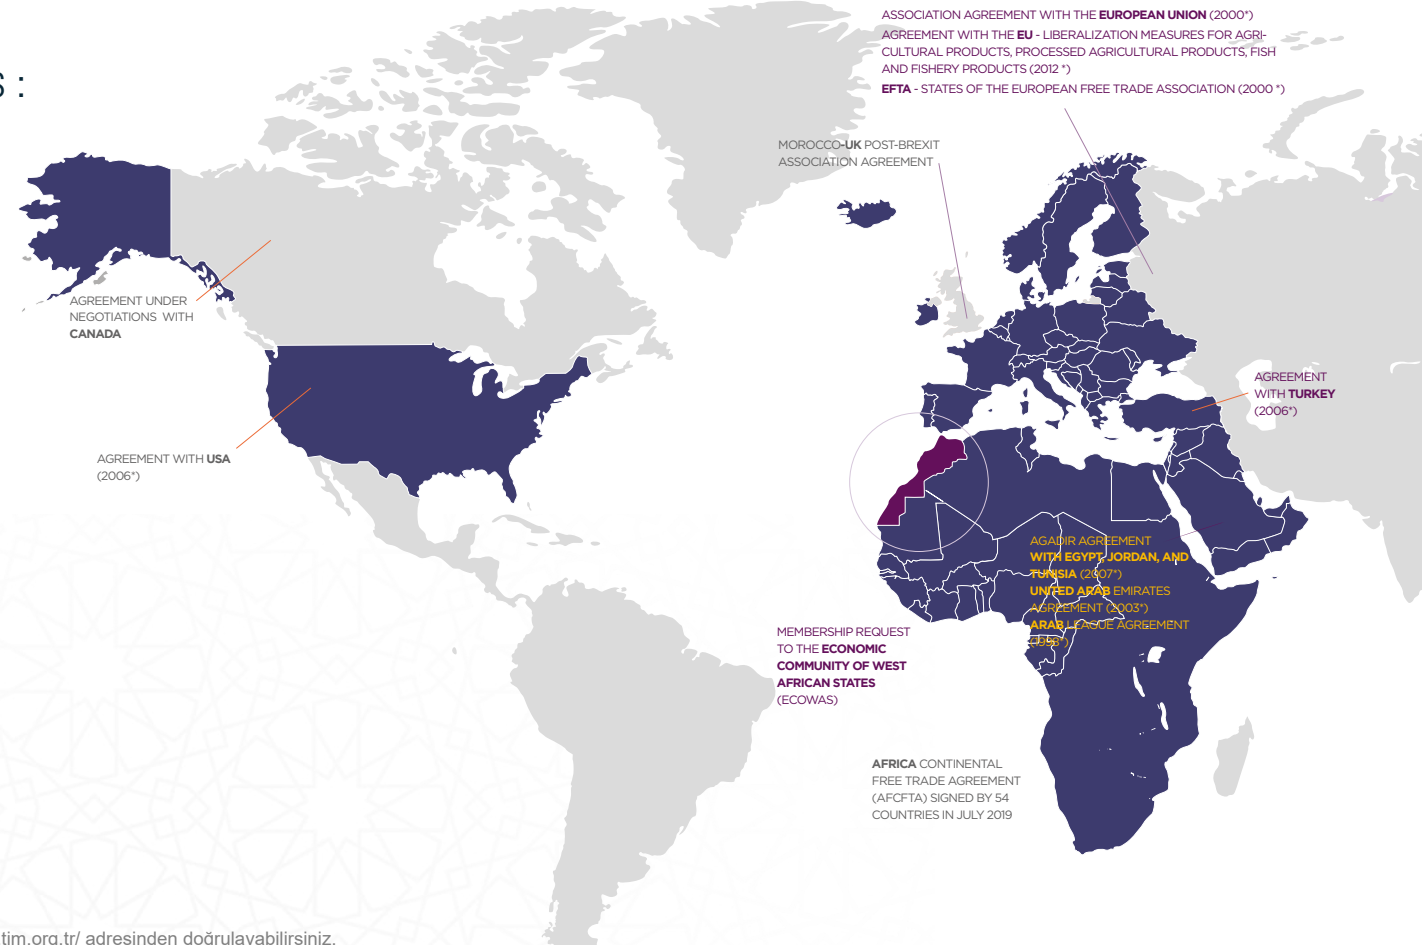 S :
ASSOCIATION AGREEMENT WITH THE EUROPEAN UNION (2000*)
AGREEMENT WITH THE EU - LIBERALIZATION MEASURES FOR AGRI-
CULTURAL PRODUCTS, PROCESSED AGRICULTURAL PRODUCTS, FISH
AND FISHERY PRODUCTS (2012 *)
EFTA - STATES OF THE EUROPEAN FREE TRADE ASSOCIATION (2000 *)
MOROCCO-UK POST-BREXIT
ASSOCIATION AGREEMENT
AGREEMENT UNDER
NEGOTIATIONS WITH
CANADA
AGREEMENT
WITH TURKEY
(2006*)
AGREEMENT WITH USA
(2006*)
AGADIR AGREEMENT
WITH EGYPT, JORDAN, AND
TUNISIA (2007*)
UNITED ARAB EMIRATES
AGREEMENT (2003*)
ARAB LEAGUE AGREEMENT
(1998*)
MEMBERSHIP REQUEST
TO THE ECONOMIC
COMMUNITY OF WEST
AFRICAN STATES
(ECOWAS)
AFRICA CONTINENTAL
FREE TRADE AGREEMENT
(AFCFTA) SIGNED BY 54
COUNTRIES IN JULY 2019
.tim.org.tr/ adresinden doğrulayabilirsiniz.